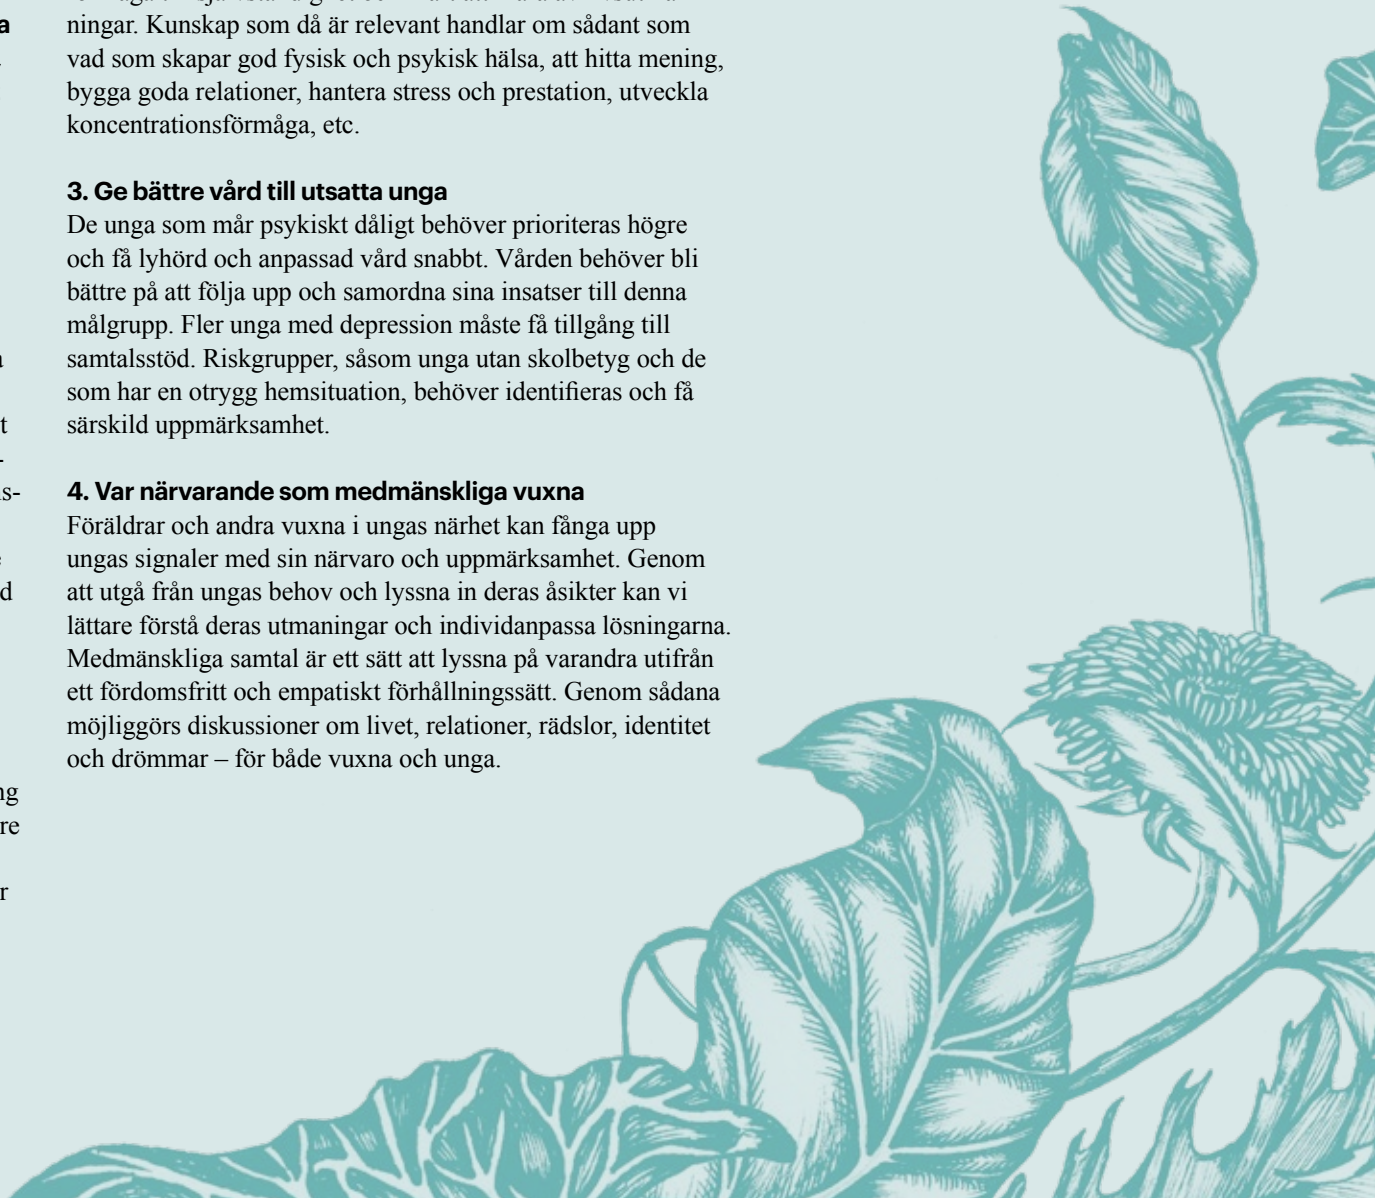 a
t
-
s-
e
d
ng
re
r
ningar. Kunskap som då är relevant handlar om sådant som
vad som skapar god fysisk och psykisk hälsa, att hitta mening,
bygga goda relationer, hantera stress och prestation, utveckla
koncentrationsförmåga, etc.
3. Ge bättre vård till utsatta unga
De unga som mår psykiskt dåligt behöver prioriteras högre
och få lyhörd och anpassad vård snabbt. Vården behöver bli
bättre på att följa upp och samordna sina insatser till denna
målgrupp. Fler unga med depression måste få tillgång till
samtalsstöd. Riskgrupper, såsom unga utan skolbetyg och de
som har en otrygg hemsituation, behöver identifieras och få
särskild uppmärksamhet.
4. Var närvarande som medmänskliga vuxna
Föräldrar och andra vuxna i ungas närhet kan fånga upp
ungas signaler med sin närvaro och uppmärksamhet. Genom
att utgå från ungas behov och lyssna in deras åsikter kan vi
lättare förstå deras utmaningar och individanpassa lösningarna.
Medmänskliga samtal är ett sätt att lyssna på varandra utifrån
ett fördomsfritt och empatiskt förhållningssätt. Genom sådana
möjliggörs diskussioner om livet, relationer, rädslor, identitet
och drömmar – för både vuxna och unga.